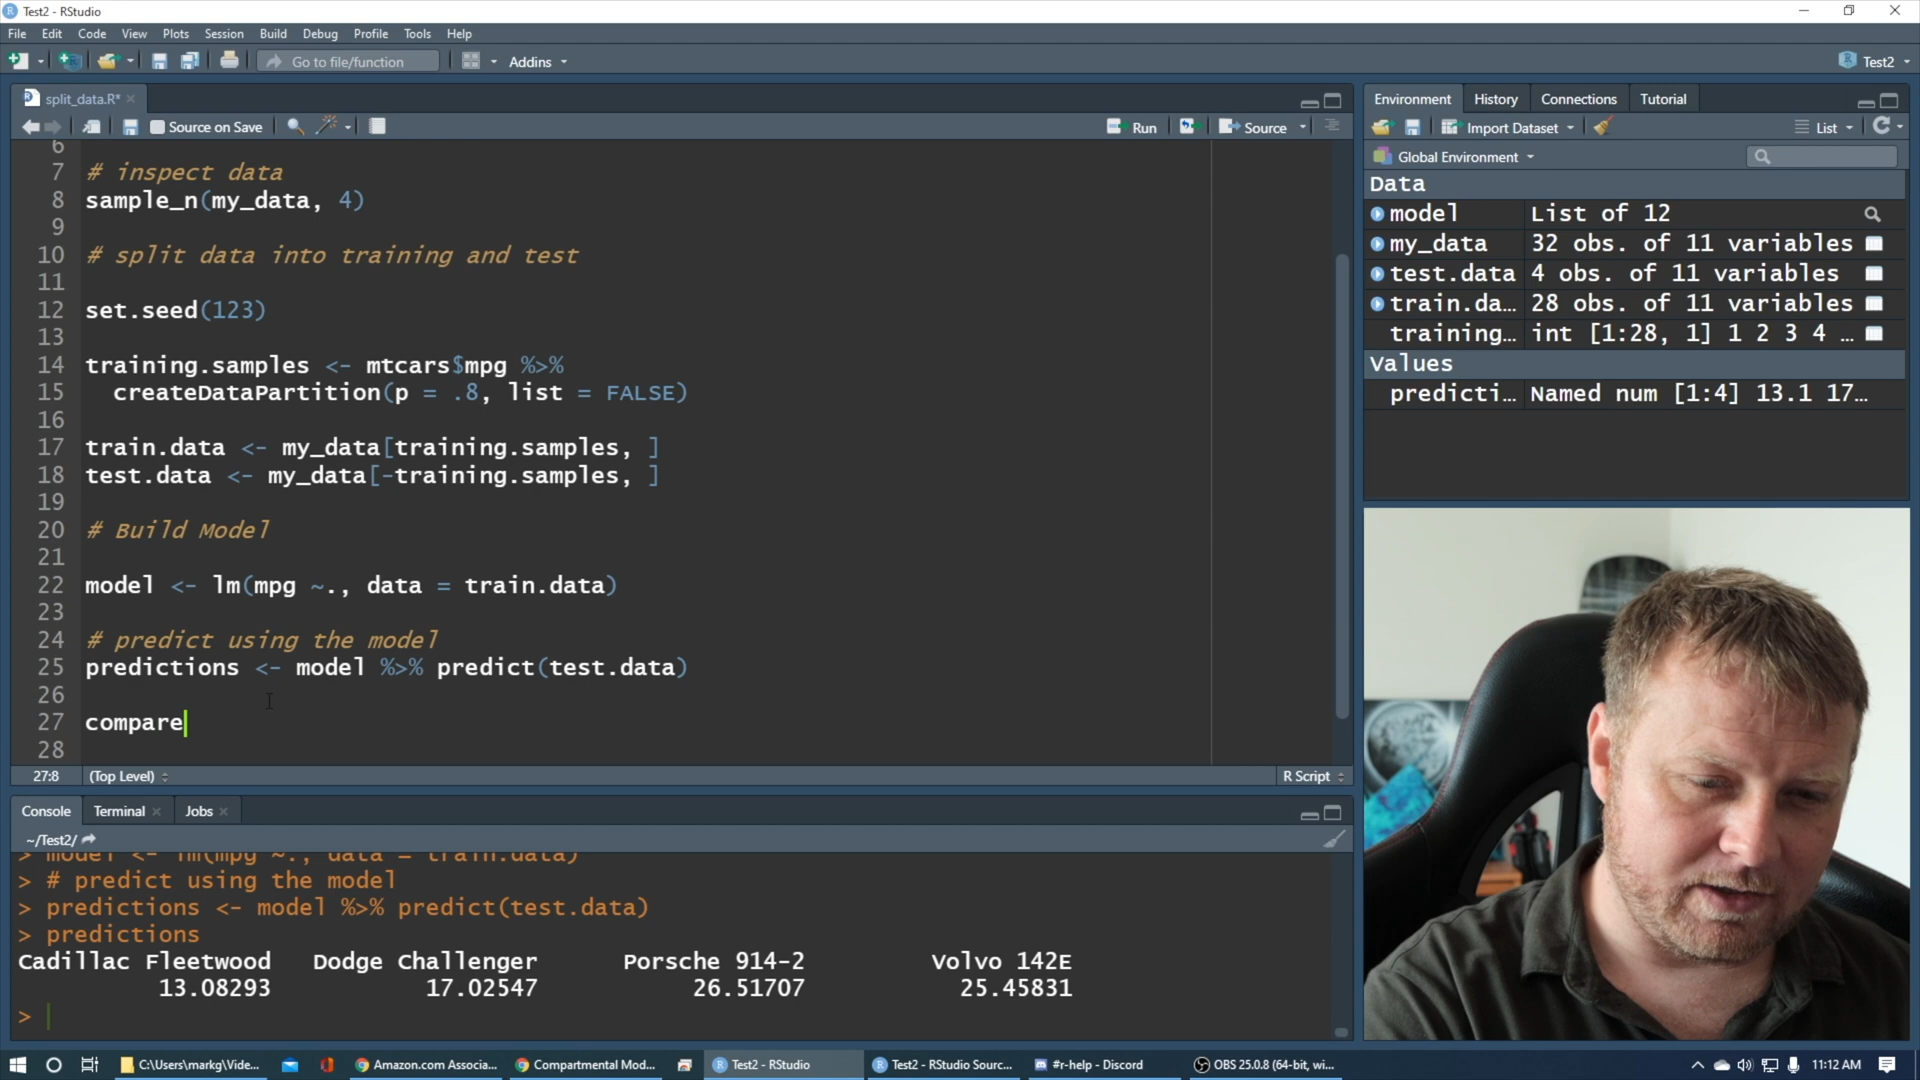 Test2 - RStudio
File Edit Code View Plots Session Build Debug Profile Tools Help
Go to file/function Addins Test2
split_data.R*
Source on Save Run Source
6
7 # inspect data
8 sample_n(my_data, 4)
9
10 # split data into training and test
11
12 set.seed(123)
13
14 training.samples <- mtcars$mpg %>%
15 createDataPartition(p = .8, list = FALSE)
16
17 train.data <- my_data[training.samples, ]
18 test.data <- my_data[-training.samples, ]
19
20 # Build Model
21
22 model <- lm(mpg ~., data = train.data)
23
24 # predict using the model
25 predictions <- model %>% predict(test.data)
26
27 compare
28
27:8 (Top Level) R Script
Console Terminal Jobs
~/Test2/
> model <- lm(mpg ~., data = train.data)
> # predict using the model
> predictions <- model %>% predict(test.data)
> predictions
Cadillac Fleetwood Dodge Challenger Porsche 914-2 Volvo 142E
13.08293 17.02547 26.51707 25.45831
>
Environment History Connections Tutorial
Import Dataset List
Global Environment
Data
model List of 12
my_data 32 obs. of 11 variables
test.data 4 obs. of 11 variables
train.da… 28 obs. of 11 variables
training… int [1:28, 1] 1 2 3 4 …
Values
predicti… Named num [1:4] 13.1 17…
C:\Users\markg\Vide... Amazon.com Associa... Compartmental Mod... Test2 - RStudio Test2 - RStudio Sourc... #r-help - Discord OBS 25.0.8 (64-bit, wi... 11:12 AM